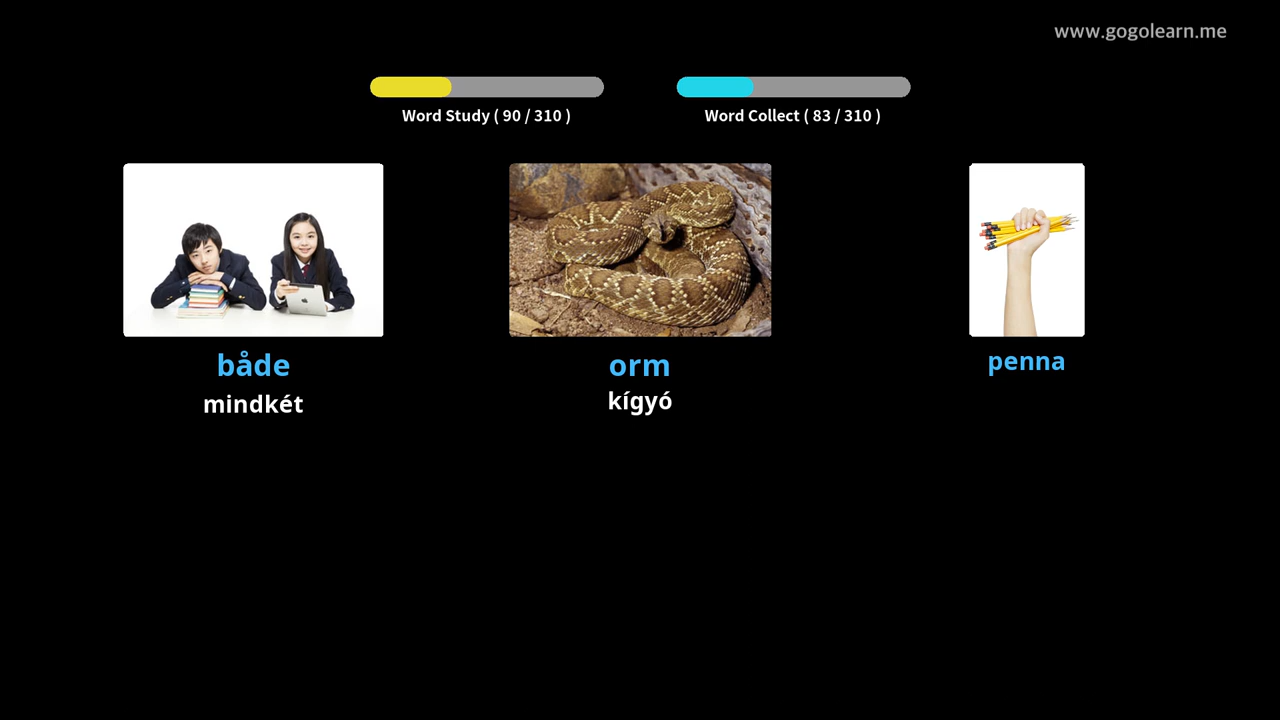 www.gogolearn.me
Word Study ( 90 / 310 )
Word Collect ( 83 / 310 )
både
mindkét
orm
kígyó
penna